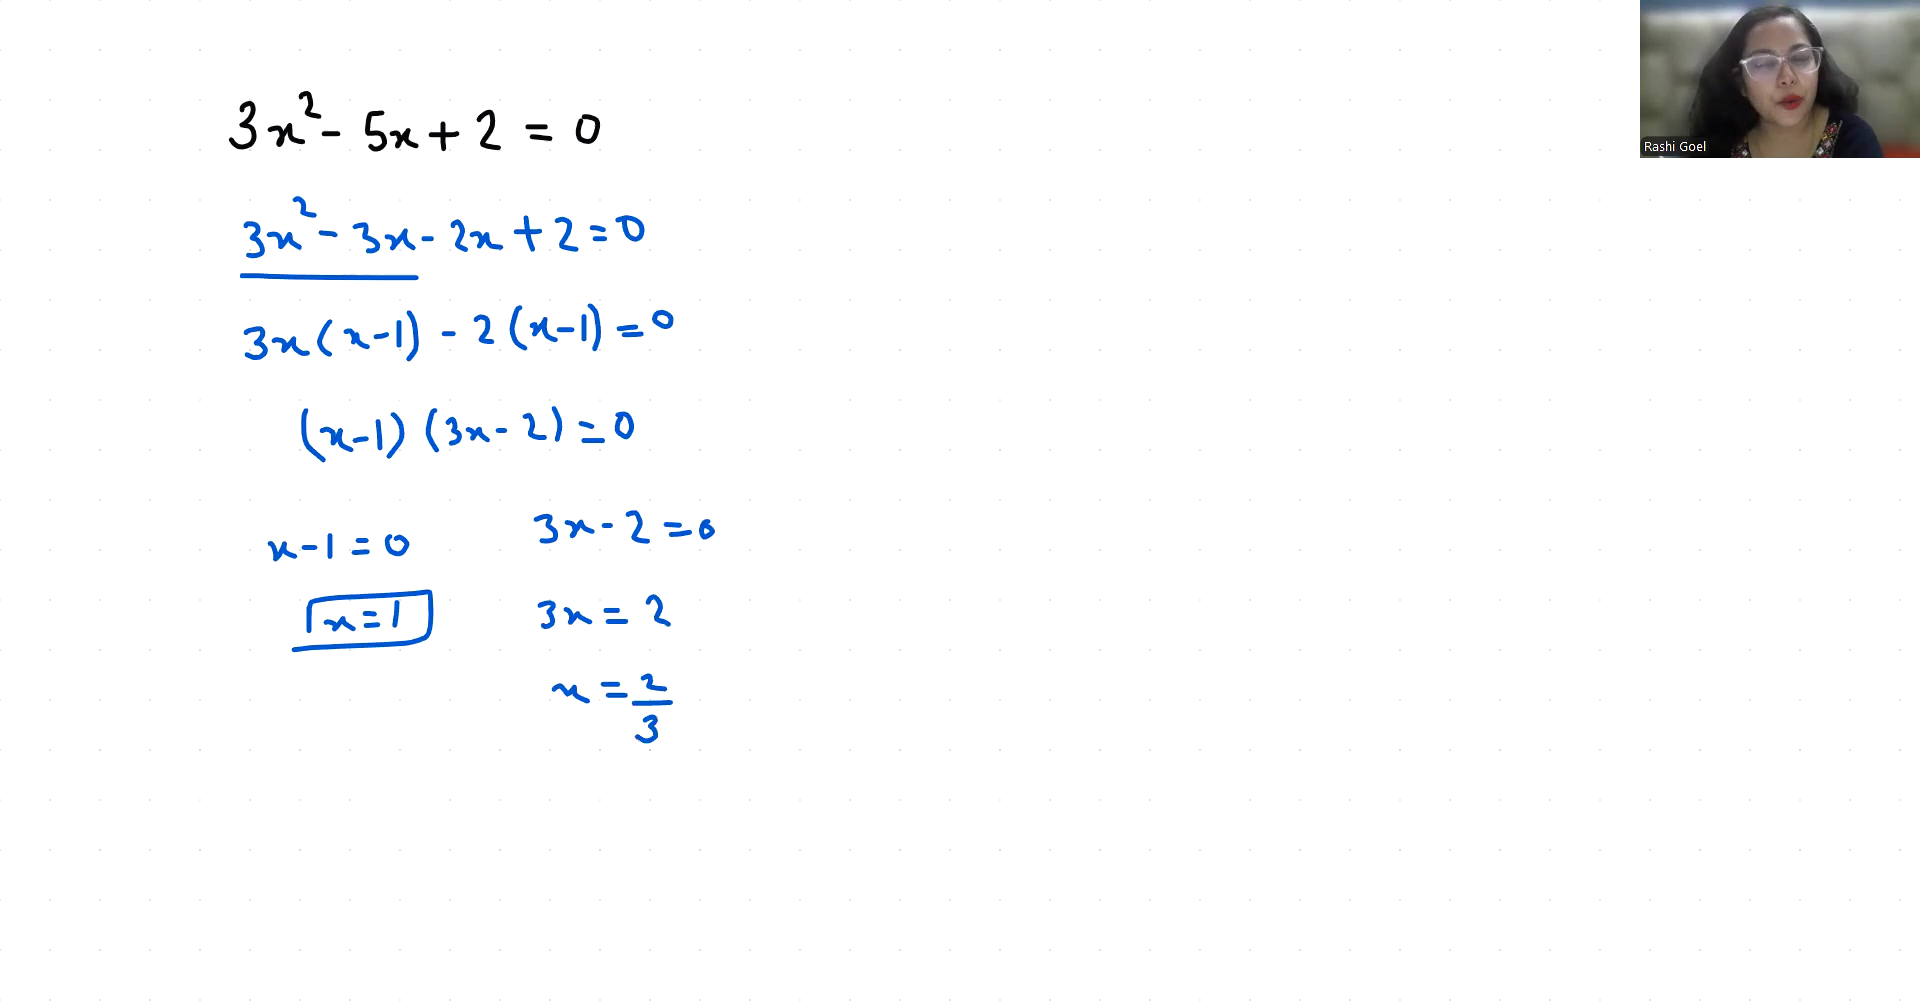 3x² - 5x + 2 = 0
3x² - 3x - 2x + 2 = 0
3x(x-1) - 2(x-1) = 0
(x-1)(3x-2) = 0
x-1 = 0
x = 1
3x-2 = 0
3x = 2
x = 2/3
Rashi Goel